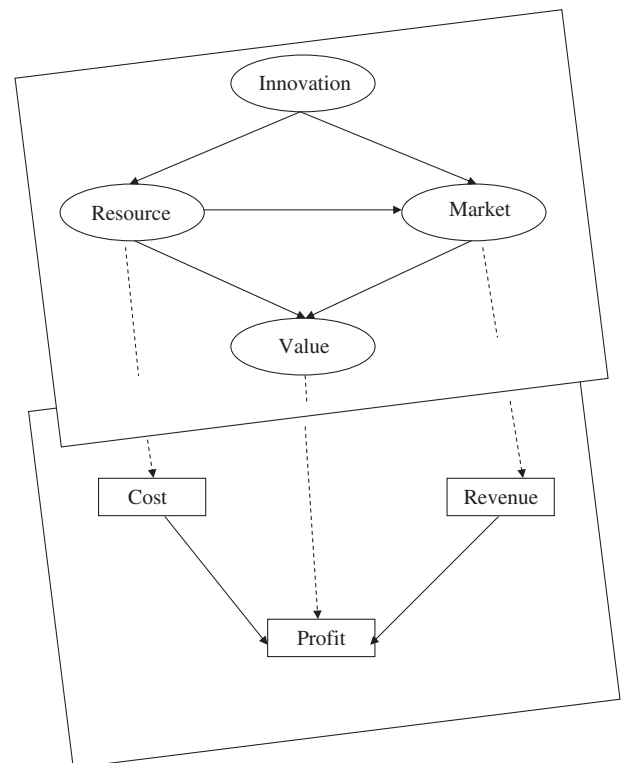 Innovation
Resource
Market
Value
Cost
Revenue
Profit